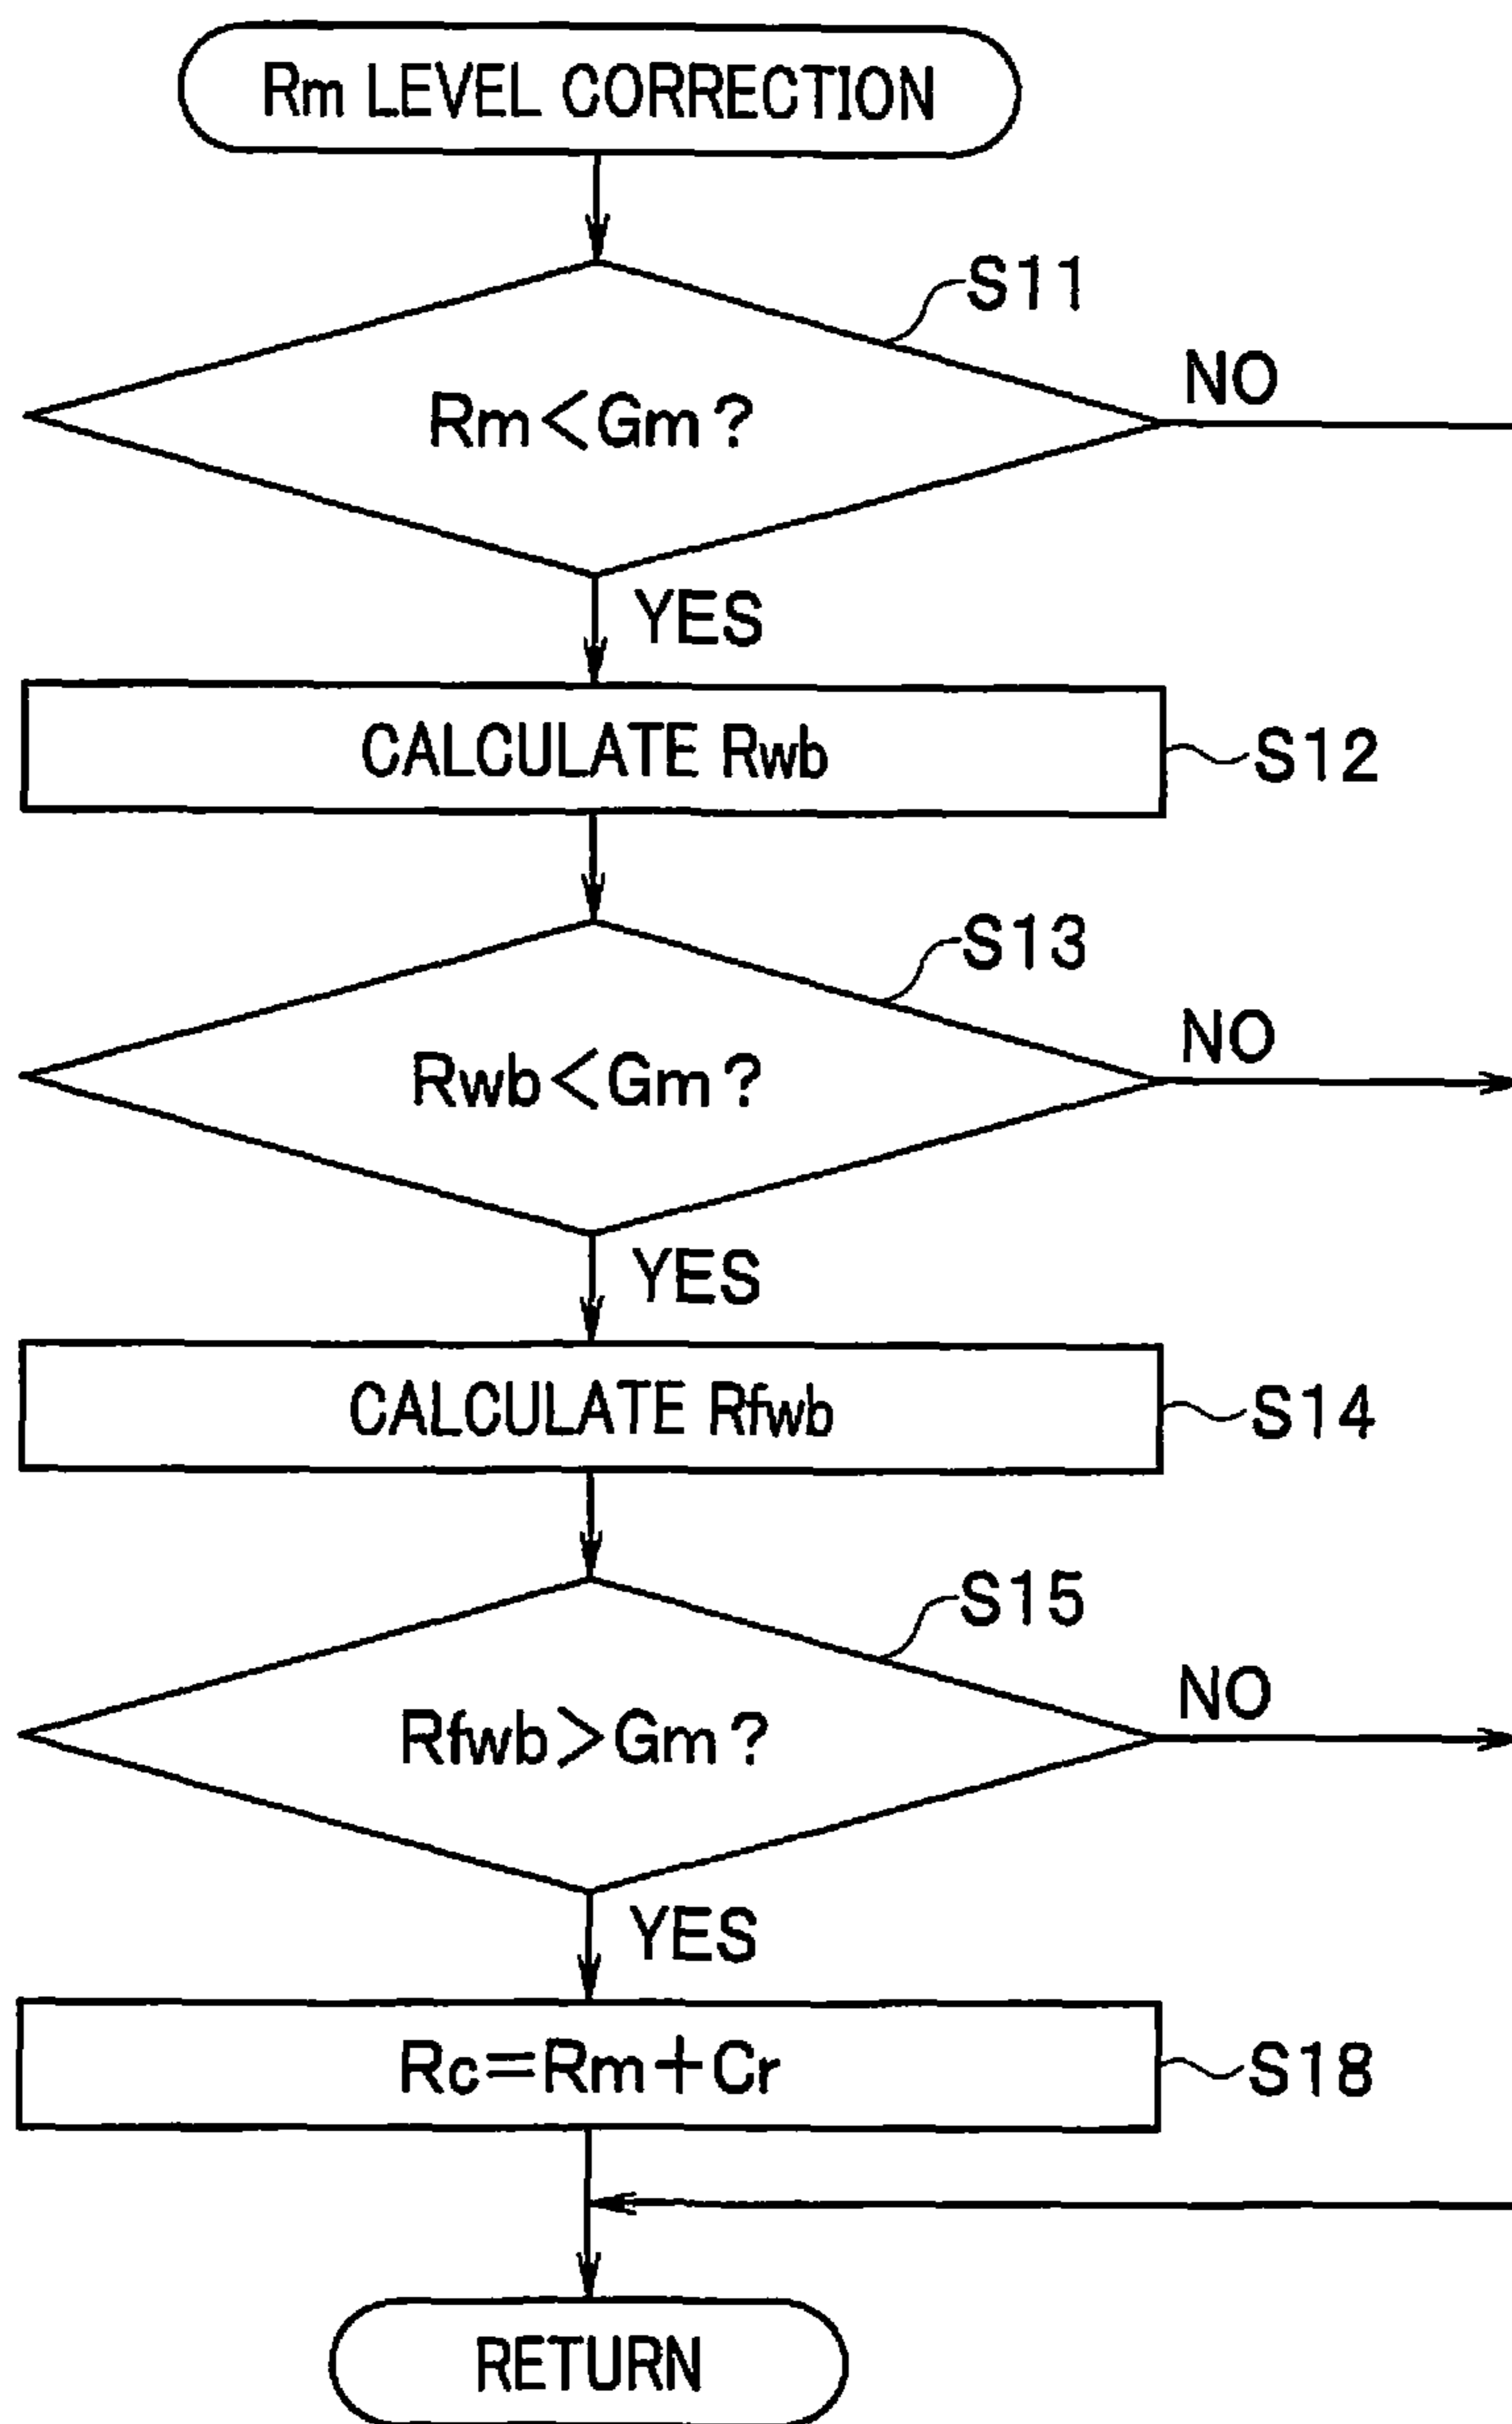 Rm LEVEL CORRECTION
S11
Rm<Gm?
NO
YES
CALCULATE Rwb
S12
S13
Rwb<Gm?
NO
YES
CALCULATE Rfwb
S14
S15
Rfwb>Gm?
NO
YES
Rc=Rm+Cr
S18
RETURN